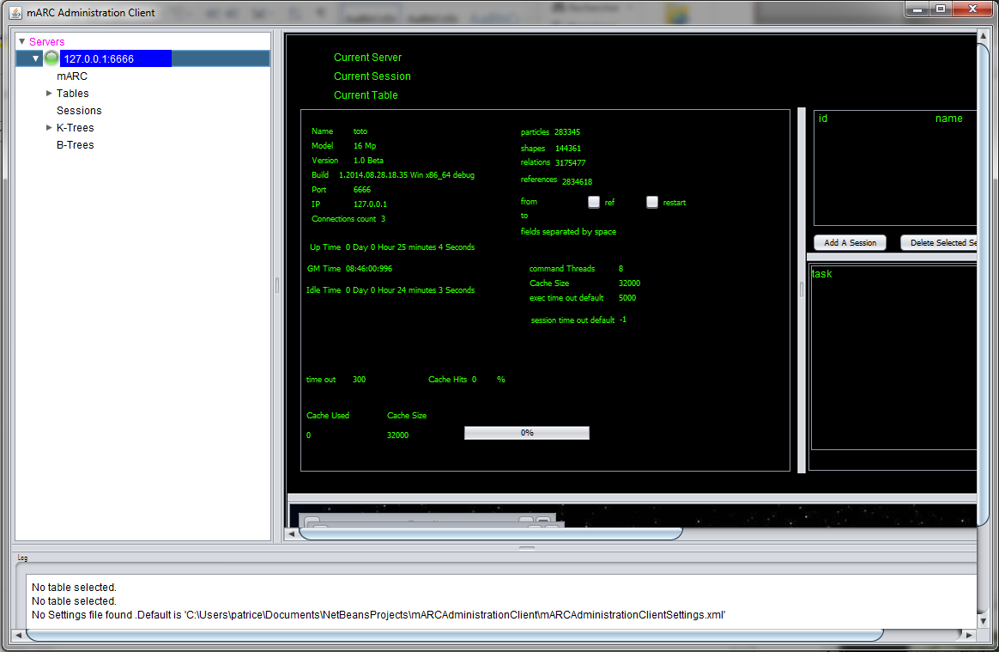 mARC Administration Client
Servers
127.0.0.1:6666
mARC
Tables
Sessions
K-Trees
B-Trees
Current Server
Current Session
Current Table
Name toto
Model 16 Mp
Version 1.0 Beta
Build 1.2014.08.28.18.35 Win x86_64 debug
Port 6666
IP 127.0.0.1
Connections count 3
Up Time 0 Day 0 Hour 25 minutes 4 Seconds
GM Time 08:46:00:996
Idle Time 0 Day 0 Hour 24 minutes 3 Seconds
particles 283345
shapes 144361
relations 3175477
references 2834618
from ref restart
to
fields separated by space
command Threads 8
Cache Size 32000
exec time out default 5000
session time out default -1
time out 300 Cache Hits 0 %
Cache Used Cache Size
0 32000 0%
id name
Add A Session Delete Selected Se
task
Log
No table selected.
No table selected.
No Settings file found .Default is 'C:\Users\patrice\Documents\NetBeansProjects\mARCAdministrationClient\mARCAdministrationClientSettings.xml'